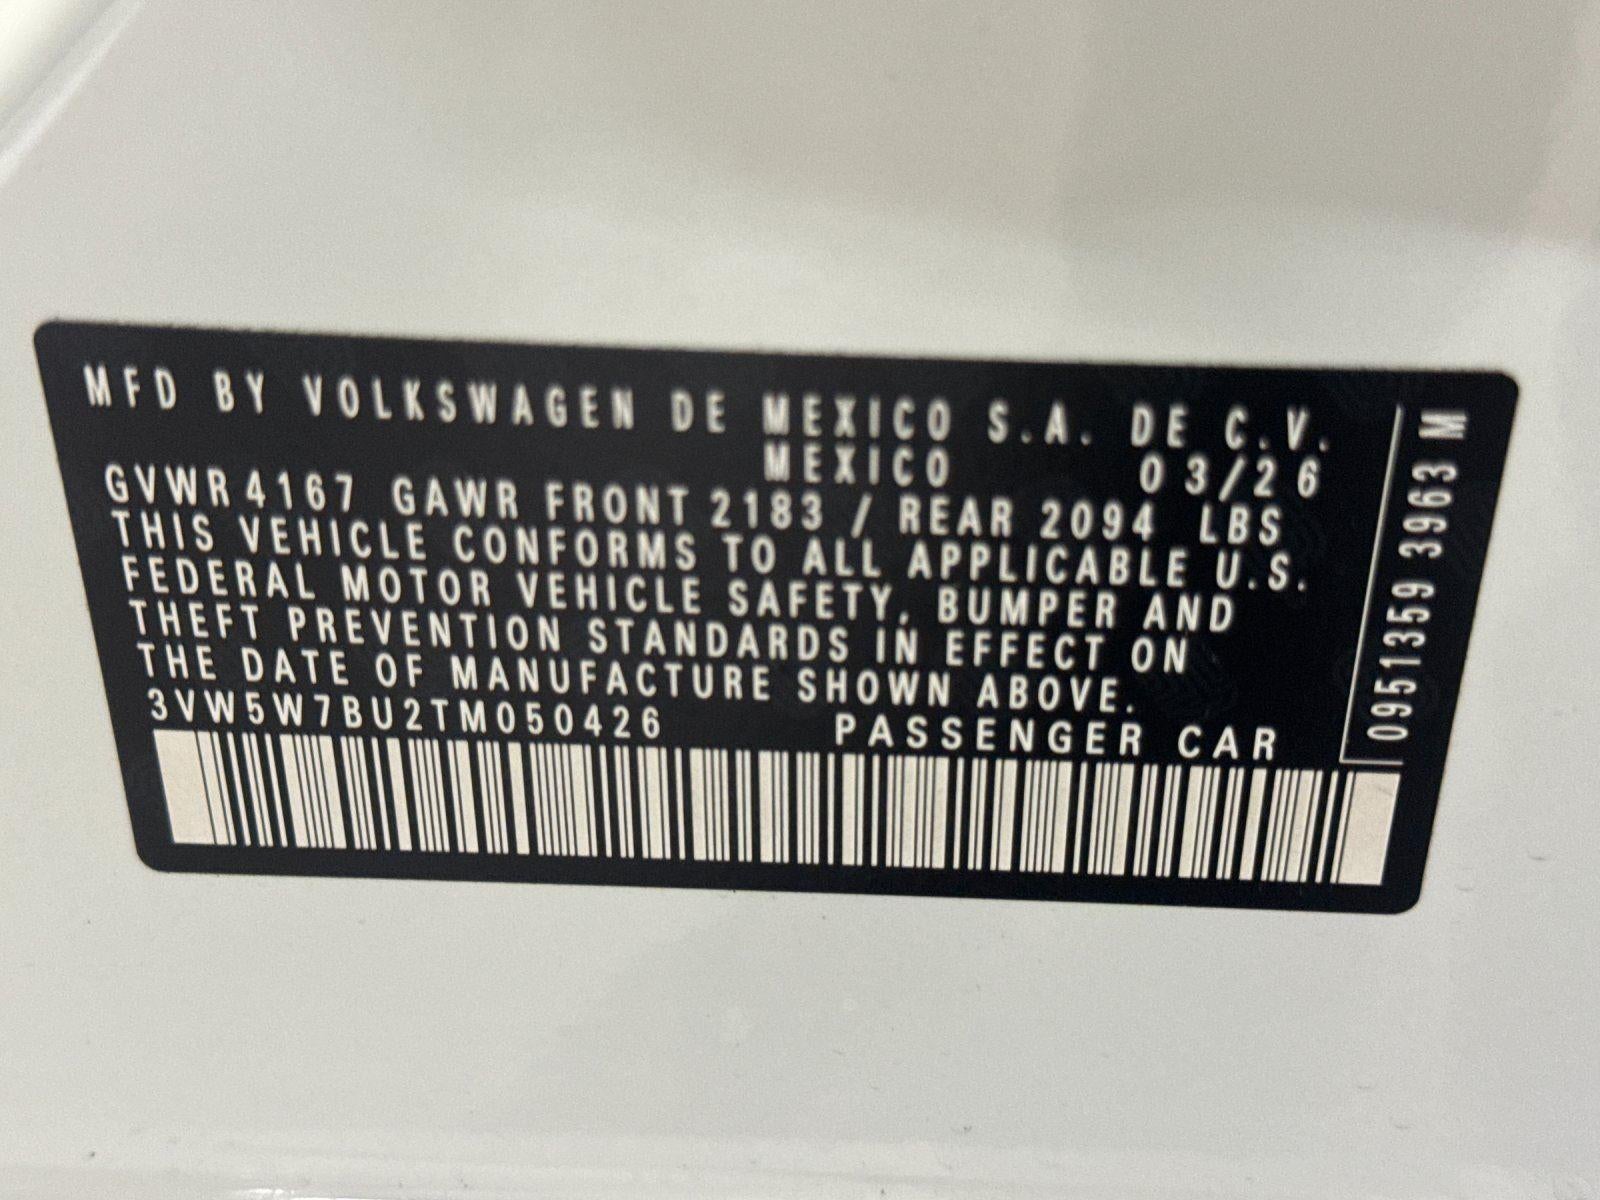 MFD BY VOLKSWAGEN DE MEXICO S.A. DE C.V.
MEXICO 03/26
GVWR 4167 GAWR FRONT 2183 / REAR 2094 LBS
THIS VEHICLE CONFORMS TO ALL APPLICABLE U.S.
FEDERAL MOTOR VEHICLE SAFETY, BUMPER AND
THEFT PREVENTION STANDARDS IN EFFECT ON
THE DATE OF MANUFACTURE SHOWN ABOVE.
3VW5W7BU2TM050426 PASSENGER CAR
0951359 3963 M